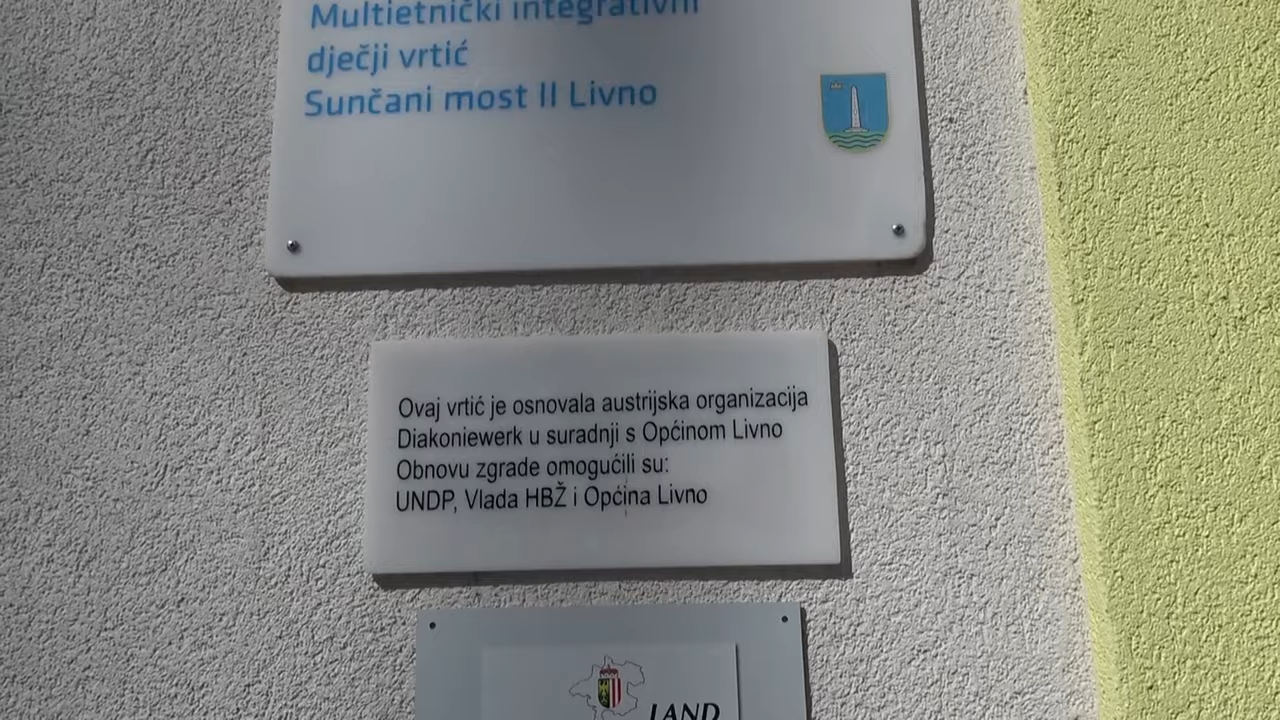 Multietnički integrativni
dječji vrtić
Sunčani most II Livno
Ovaj vrtić je osnovala austrijska organizacija
Diakoniewerk u suradnji s Općinom Livno
Obnovu zgrade omogućili su:
UNDP, Vlada HBŽ i Općina Livno
LAND